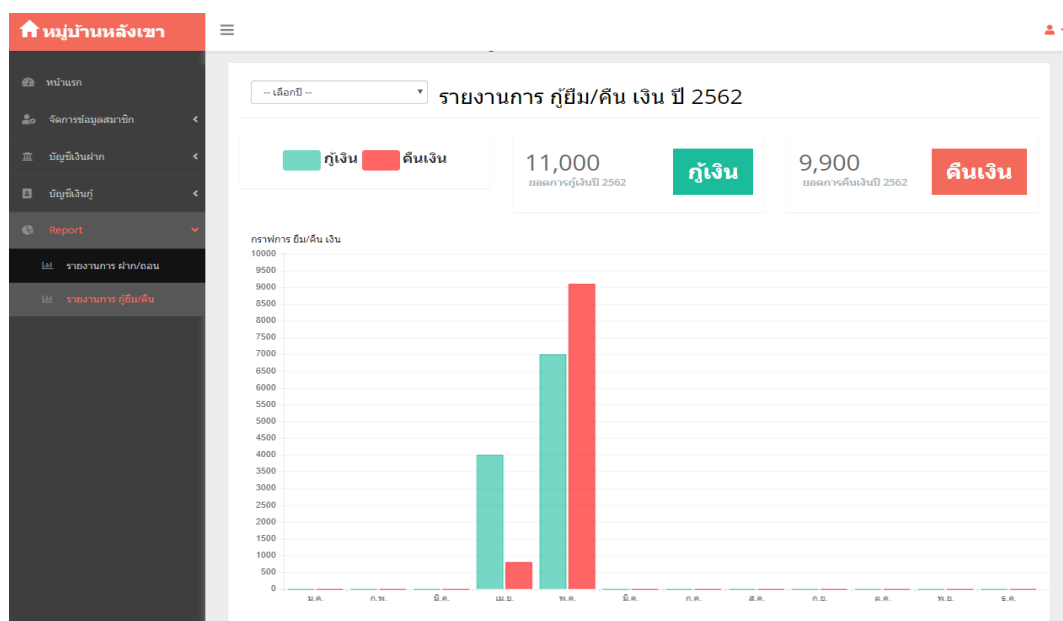 หมู่บ้านหลังเขา
หน้าแรก
จัดการข้อมูลสมาชิก
บัญชีเงินฝาก
บัญชีเงินกู้
Report
รายงานการ ฝาก/ถอน
รายงานการ กู้ยืม/คืน
-- เลือกปี --
รายงานการ กู้ยืม/คืน เงิน ปี 2562
กู้เงิน คืนเงิน
11,000
ยอดการกู้เงินปี 2562
กู้เงิน
9,900
ยอดการคืนเงินปี 2562
คืนเงิน
กราฟการ ยืม/คืน เงิน
10000
9500
9000
8500
8000
7500
7000
6500
6000
5500
5000
4500
4000
3500
3000
2500
2000
1500
1000
500
0
ม.ค. ก.พ. มี.ค. เม.ย. พ.ค. มิ.ค. ก.ค. ส.ค. ก.ย. ต.ค. พ.ย. ธ.ค.